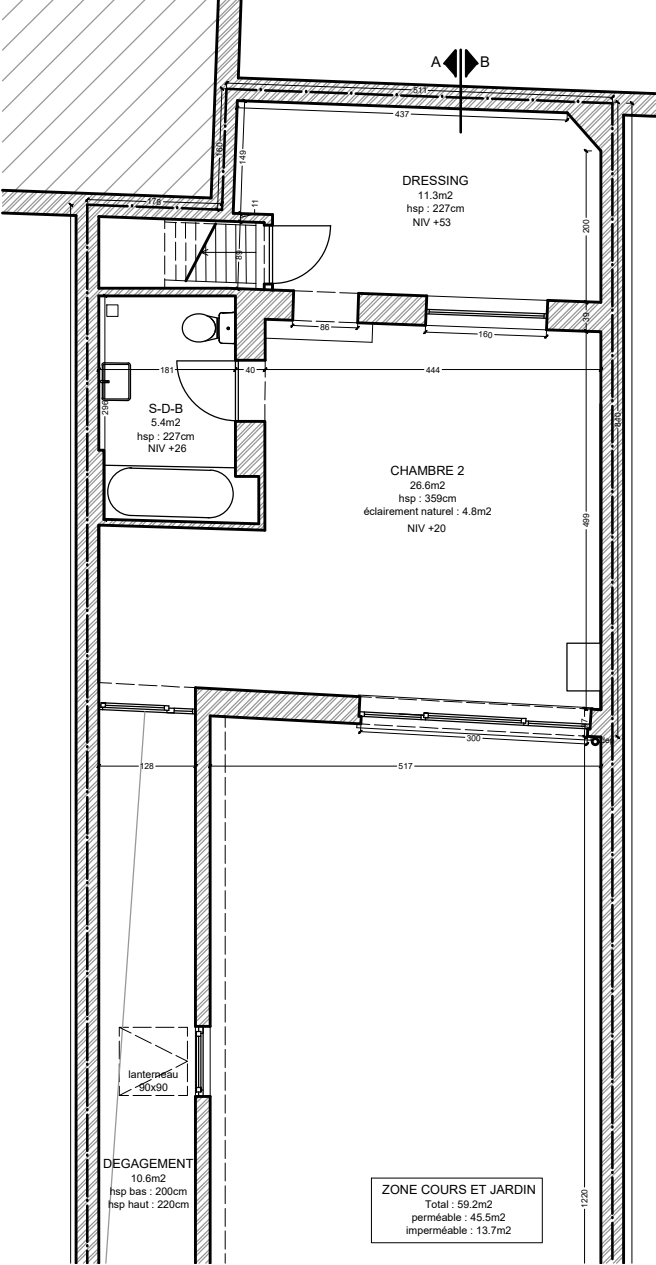 A B
511
437
160
149
178
11
89
DRESSING
11.3m2
hsp : 227cm
NIV +53
200
39
86
160
181
40
444
296
S-D-B
5.4m2
hsp : 227cm
NIV +26
840
CHAMBRE 2
26.6m2
hsp : 359cm
éclairement naturel : 4.8m2
NIV +20
499
300
128
517
lanterneau
90x90
DEGAGEMENT
10.6m2
hsp bas : 200cm
hsp haut : 220cm
ZONE COURS ET JARDIN
Total : 59.2m2
perméable : 45.5m2
imperméable : 13.7m2
1220